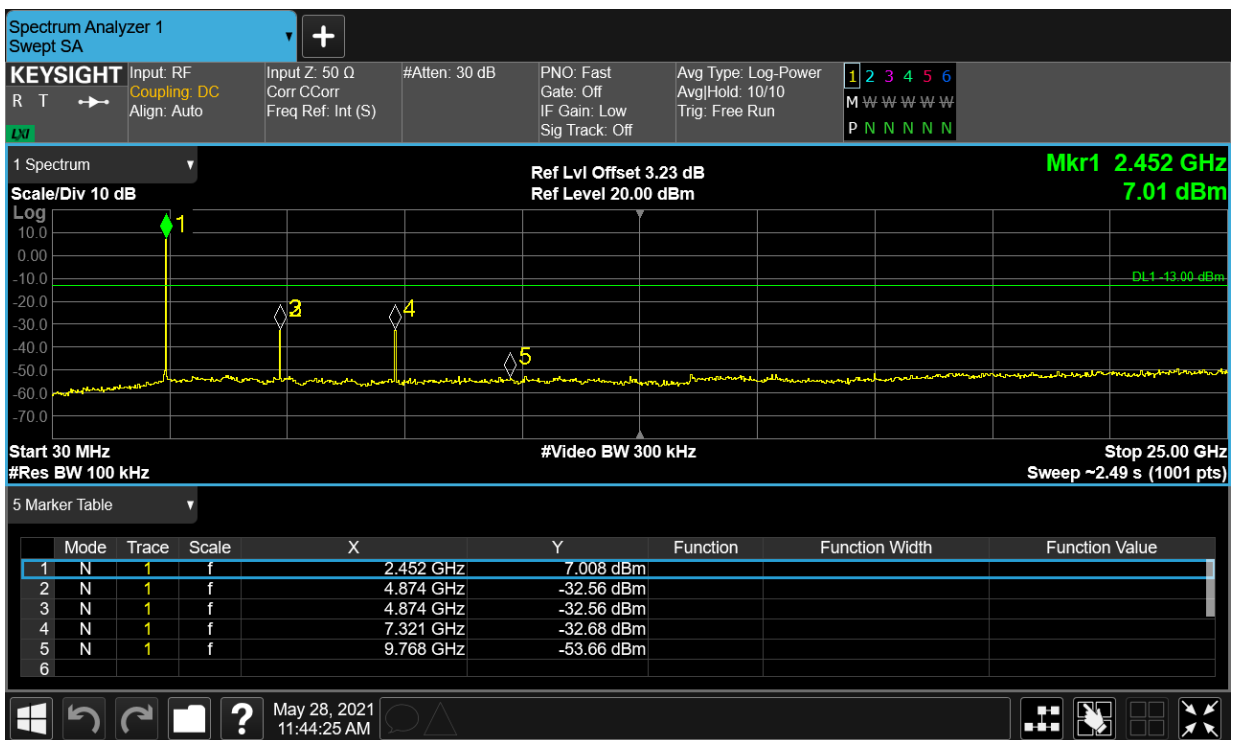 Spectrum Analyzer 1
Swept SA
+
KEYSIGHT
R T
LXI
Input: RF
Coupling: DC
Align: Auto
Input Z: 50 Ω
Corr CCorr
Freq Ref: Int (S)
#Atten: 30 dB
PNO: Fast
Gate: Off
IF Gain: Low
Sig Track: Off
Avg Type: Log-Power
Avg|Hold: 10/10
Trig: Free Run
1 2 3 4 5 6
M W W W W W
P N N N N N
1 Spectrum
Scale/Div 10 dB
Ref Lvl Offset 3.23 dB
Ref Level 20.00 dBm
Mkr1 2.452 GHz
7.01 dBm
Log
10.0
0.00
-10.0
-20.0
-30.0
-40.0
-50.0
-60.0
-70.0
1
3
4
5
DL1 -13.00 dBm
Start 30 MHz
#Res BW 100 kHz
#Video BW 300 kHz
Stop 25.00 GHz
Sweep ~2.49 s (1001 pts)
5 Marker Table
Mode Trace Scale X Y Function Function Width Function Value
1 N 1 f 2.452 GHz 7.008 dBm
2 N 1 f 4.874 GHz -32.56 dBm
3 N 1 f 4.874 GHz -32.56 dBm
4 N 1 f 7.321 GHz -32.68 dBm
5 N 1 f 9.768 GHz -53.66 dBm
6
?
May 28, 2021
11:44:25 AM